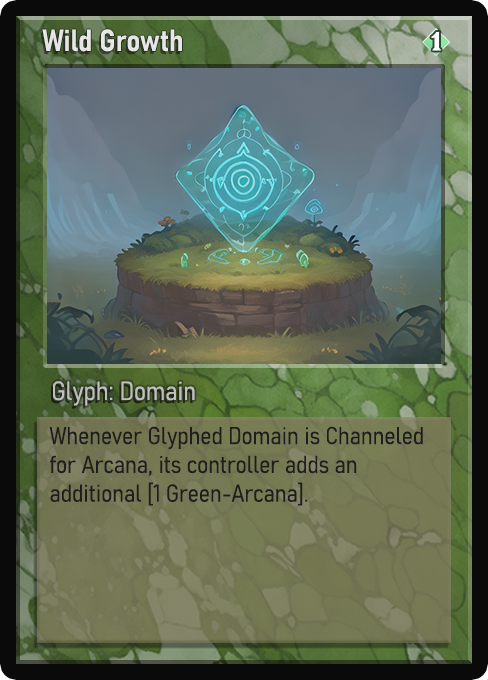 Wild Growth
1
Glyph: Domain
Whenever Glyphed Domain is Channeled
for Arcana, its controller adds an
additional [1 Green-Arcana].